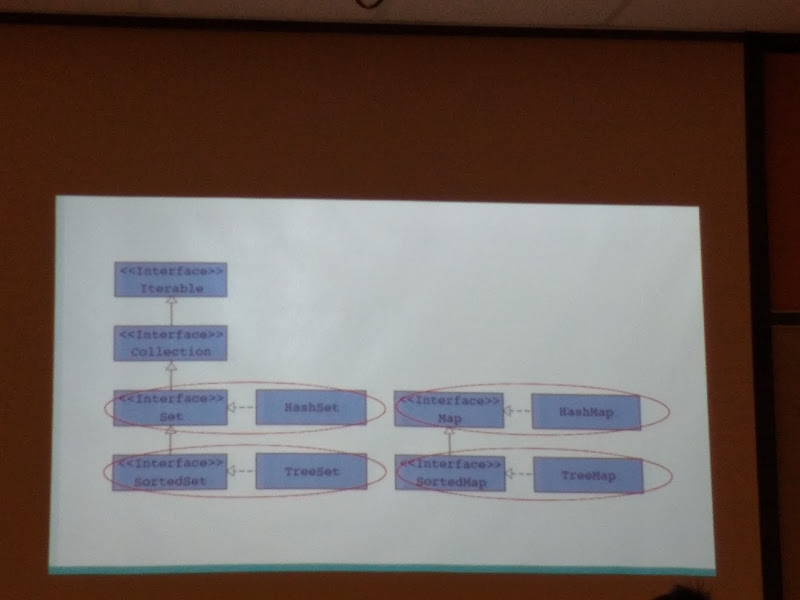 <<Interface>>
Iterable
<<Interface>>
Collection
<<Interface>>
Set
HashSet
<<Interface>>
Map
HashMap
<<Interface>>
SortedSet
TreeSet
<<Interface>>
SortedMap
TreeMap